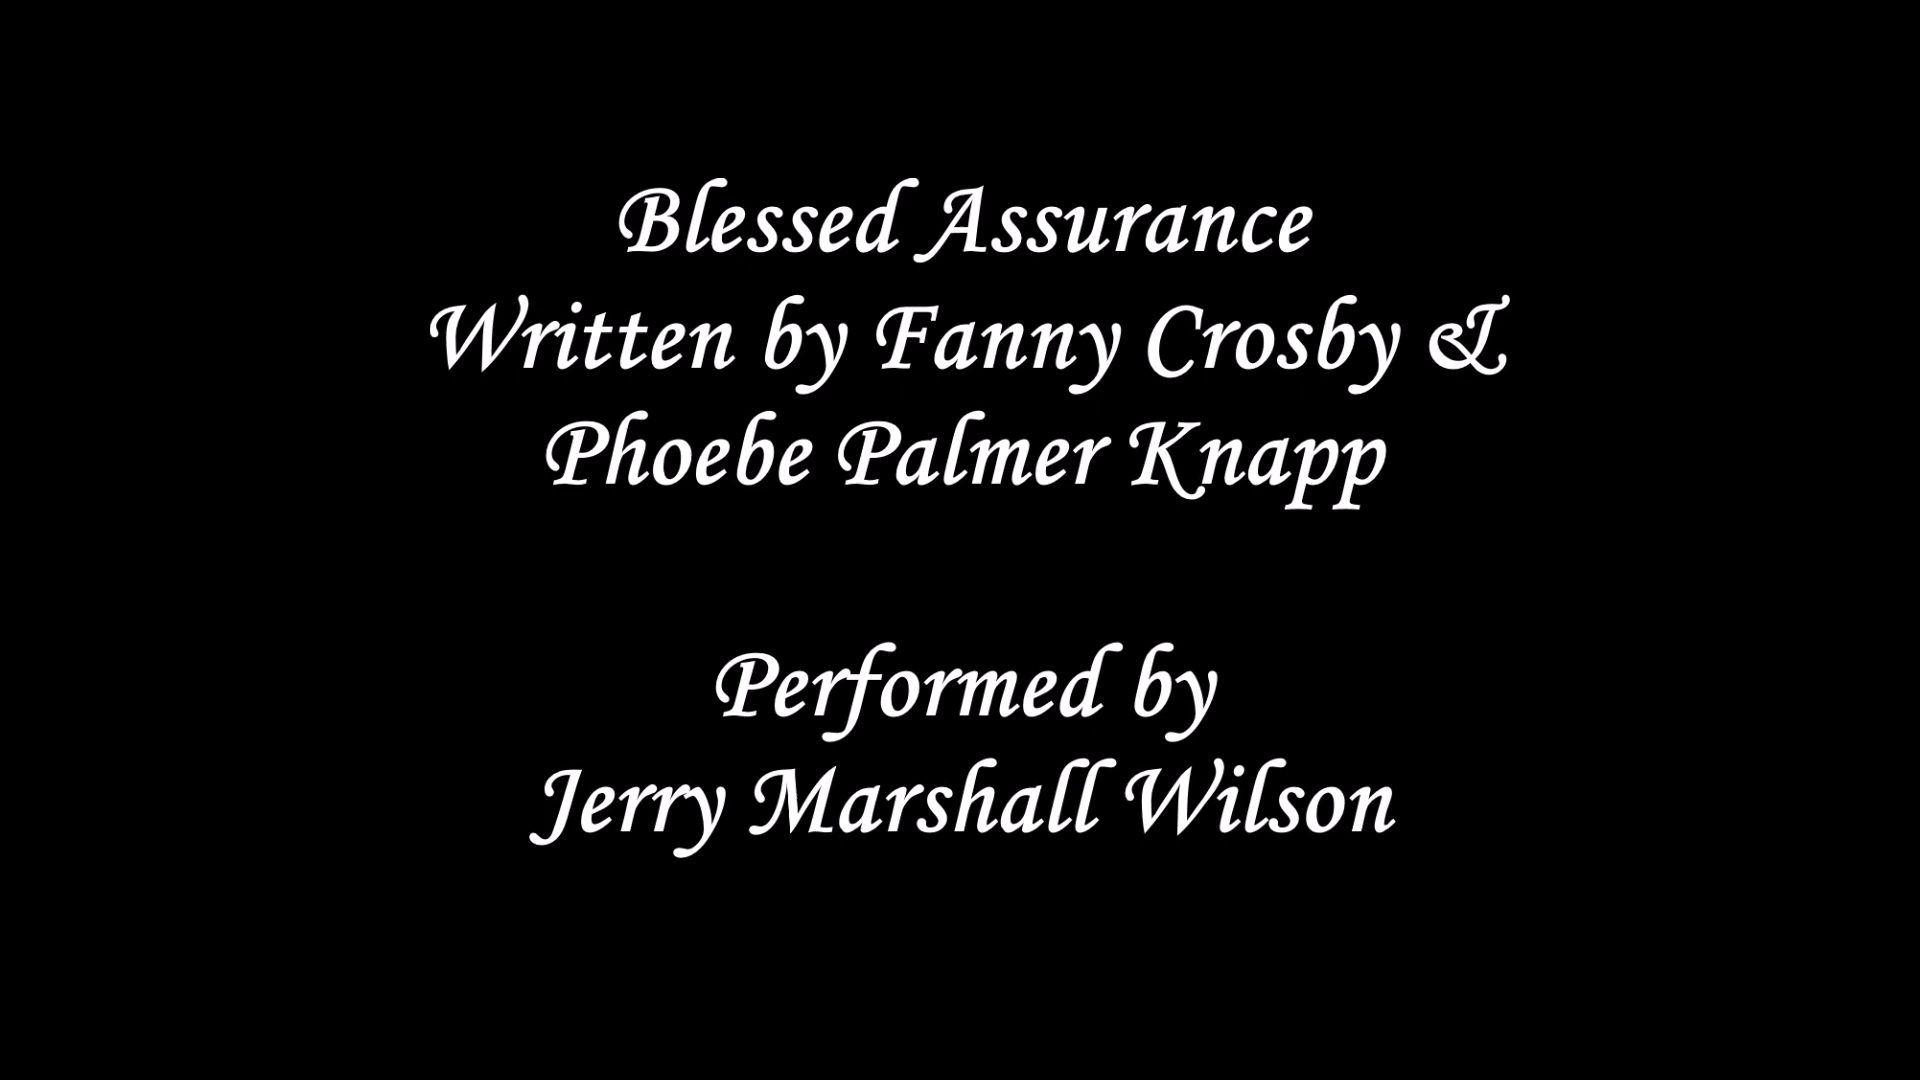 Blessed Assurance
Written by Fanny Crosby &
Phoebe Palmer Knapp
Performed by
Jerry Marshall Wilson